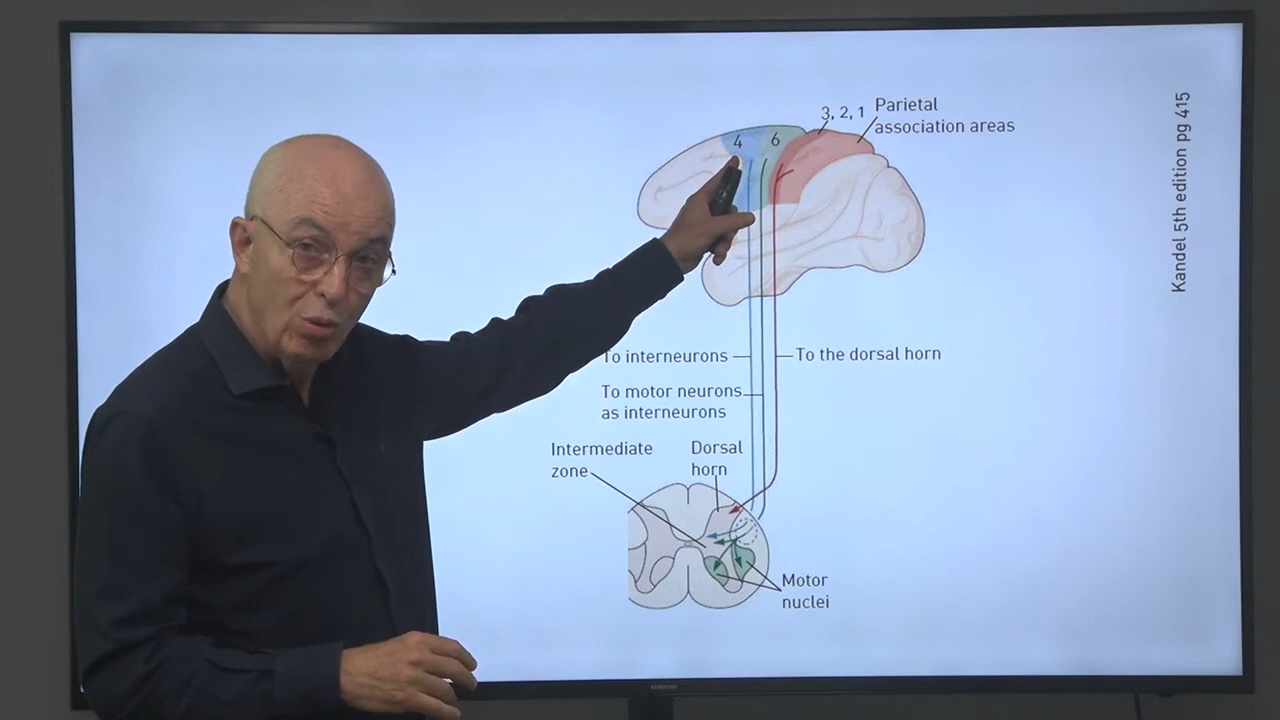 3, 2, 1
Parietal
association areas
4
6
To interneurons
To the dorsal horn
To motor neurons
as interneurons
Intermediate
zone
Dorsal
horn
Motor
nuclei
Kandel 5th edition pg 415
SAMSUNG